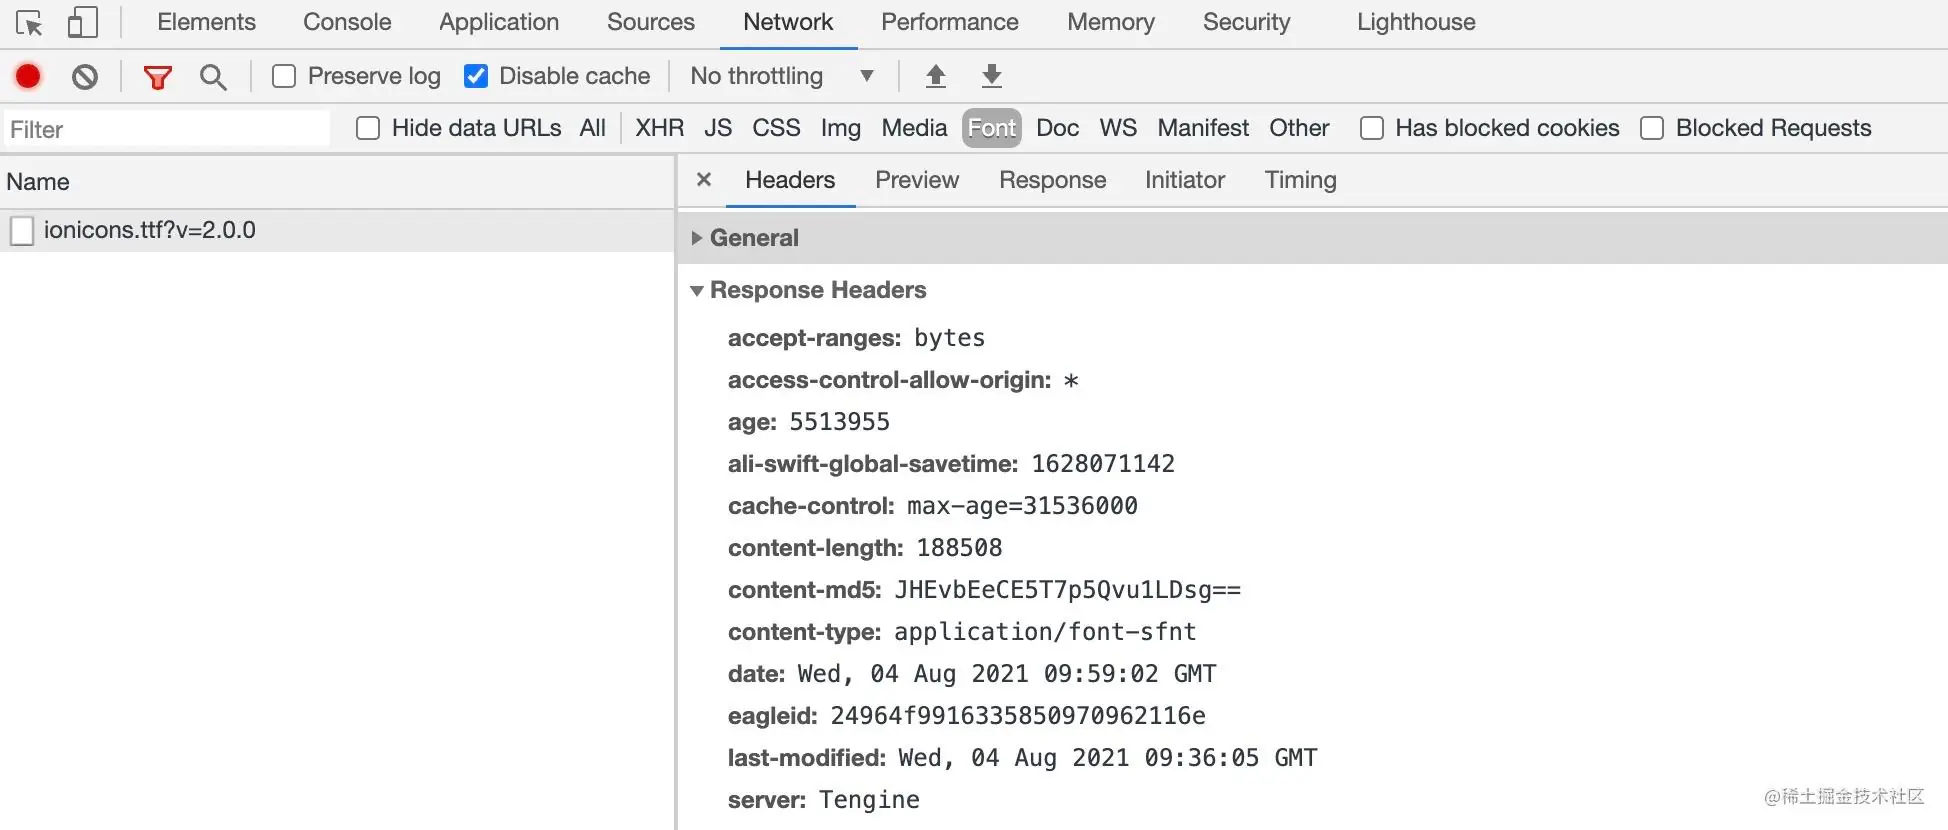 Elements Console Application Sources Network Performance Memory Security Lighthouse
Preserve log Disable cache No throttling
Filter Hide data URLs All XHR JS CSS Img Media Font Doc WS Manifest Other Has blocked cookies Blocked Requests
Name
ionicons.ttf?v=2.0.0
× Headers Preview Response Initiator Timing
General
Response Headers
accept-ranges: bytes
access-control-allow-origin: *
age: 5513955
ali-swift-global-savetime: 1628071142
cache-control: max-age=31536000
content-length: 188508
content-md5: JHEvbEeCE5T7p5Qvu1LDsg==
content-type: application/font-sfnt
date: Wed, 04 Aug 2021 09:59:02 GMT
eagleid: 24964f9916335850970962116e
last-modified: Wed, 04 Aug 2021 09:36:05 GMT
server: Tengine
@稀土掘金技术社区